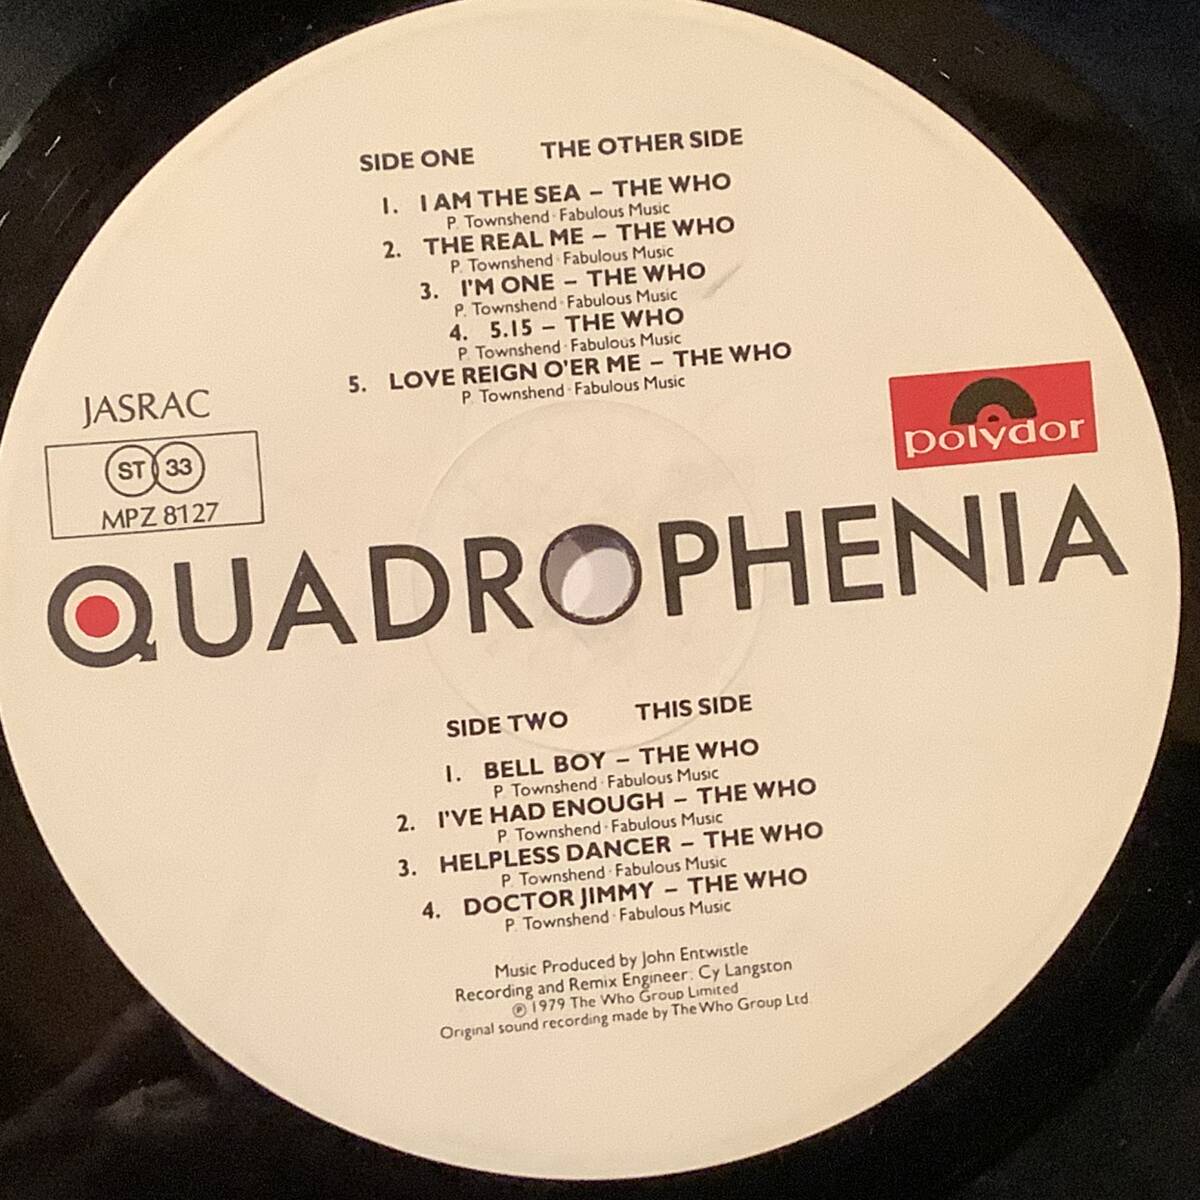 SIDE ONE THE OTHER SIDE
1. I AM THE SEA – THE WHO
P. Townshend · Fabulous Music
2. THE REAL ME – THE WHO
P. Townshend · Fabulous Music
3. I'M ONE – THE WHO
P. Townshend · Fabulous Music
4. 5.15 – THE WHO
P. Townshend · Fabulous Music
5. LOVE REIGN O'ER ME – THE WHO
P. Townshend · Fabulous Music
JASRAC
ST 33
MPZ 8127
polydor
QUADROPHENIA
SIDE TWO THIS SIDE
1. BELL BOY – THE WHO
P. Townshend · Fabulous Music
2. I'VE HAD ENOUGH – THE WHO
P. Townshend · Fabulous Music
3. HELPLESS DANCER – THE WHO
P. Townshend · Fabulous Music
4. DOCTOR JIMMY – THE WHO
P. Townshend · Fabulous Music
Music Produced by John Entwistle
Recording and Remix Engineer: Cy Langston
℗ 1979 The Who Group Limited
Original sound recording made by The Who Group Ltd.